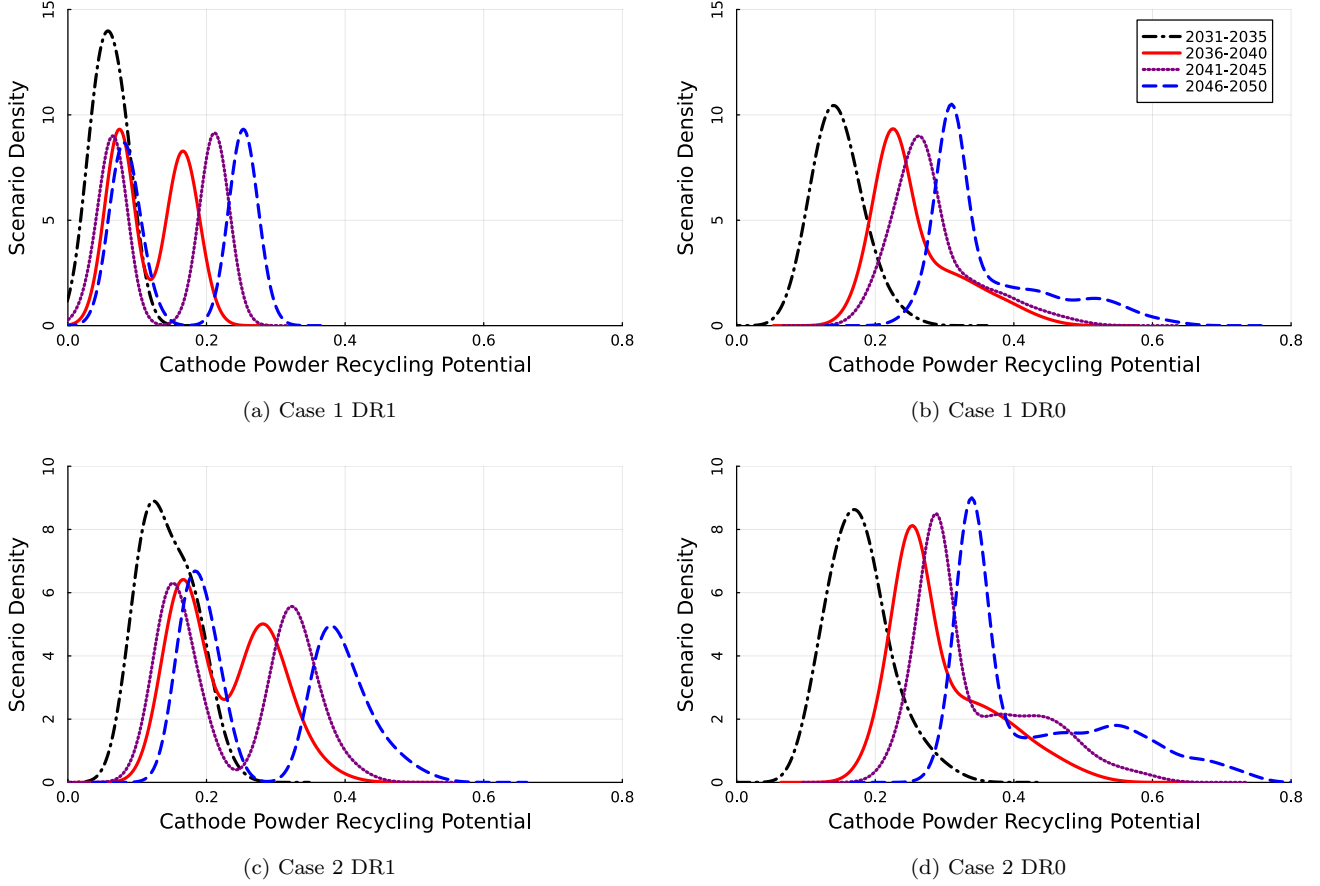 15
10
5
0
Scenario Density
0.0 0.2 0.4 0.6 0.8
Cathode Powder Recycling Potential
(a) Case 1 DR1
15
10
5
0
Scenario Density
2031-2035
2036-2040
2041-2045
2046-2050
0.0 0.2 0.4 0.6 0.8
Cathode Powder Recycling Potential
(b) Case 1 DR0
10
8
6
4
2
0
Scenario Density
0.0 0.2 0.4 0.6 0.8
Cathode Powder Recycling Potential
(c) Case 2 DR1
10
8
6
4
2
0
Scenario Density
0.0 0.2 0.4 0.6 0.8
Cathode Powder Recycling Potential
(d) Case 2 DR0